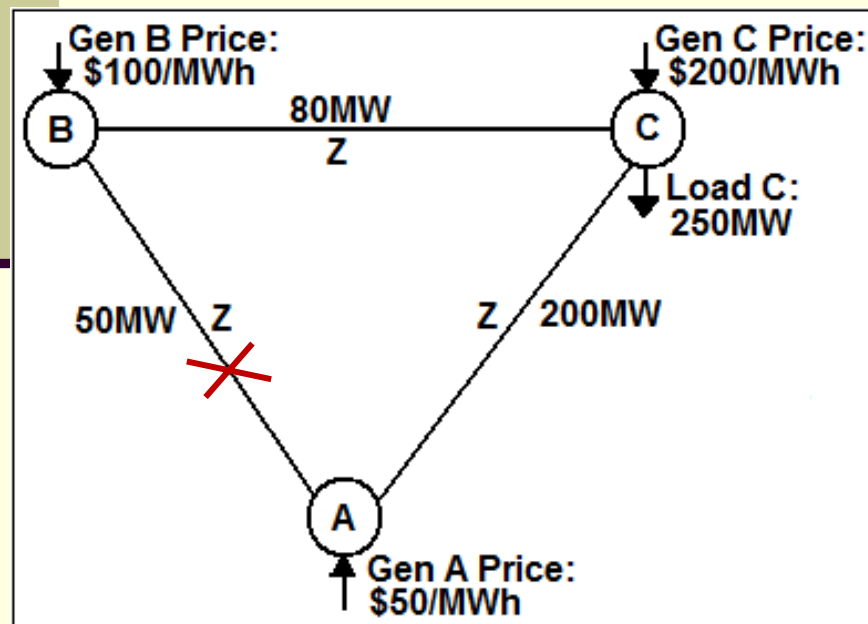 Gen B Price:
$100/MWh
Gen C Price:
$200/MWh
B
80MW
Z
C
Load C:
250MW
50MW
Z
Z
200MW
A
Gen A Price:
$50/MWh